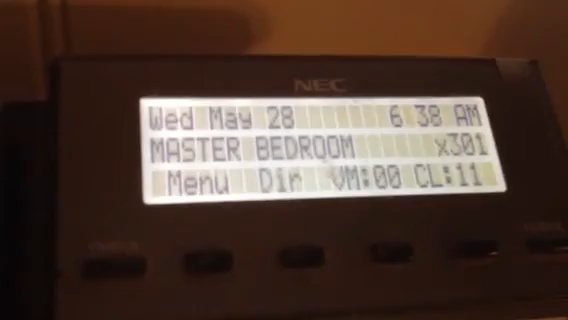 NEC
Wed May 28 6 38 AM
MASTER BEDROOM x301
Menu Dir VM:00 CL:11